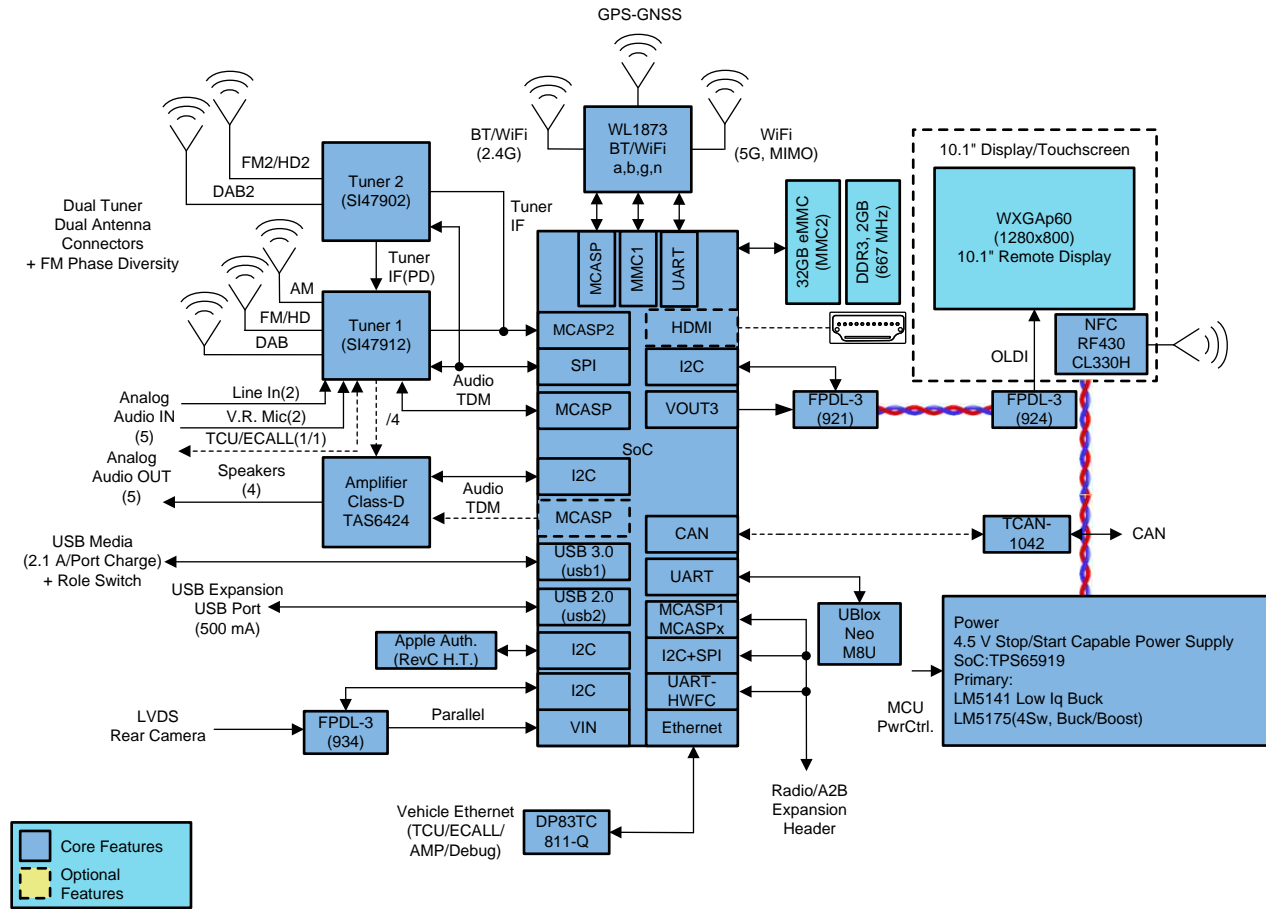 GPS-GNSS
BT/WiFi
(2.4G)
WL1873
BT/WiFi
a,b,g,n
WiFi
(5G, MIMO)
10.1" Display/Touchscreen
WXGAp60
(1280x800)
10.1" Remote Display
NFC
RF430
CL330H
OLDI
32GB eMMC
(MMC2)
DDR3, 2GB
(667 MHz)
FM2/HD2
DAB2
Tuner 2
(SI47902)
Tuner
IF
Dual Tuner
Dual Antenna
Connectors
+ FM Phase Diversity
Tuner
IF(PD)
AM
FM/HD
DAB
Tuner 1
(SI47912)
MCASP
MMC1
UART
MCASP2
HDMI
SPI
I2C
Audio
TDM
MCASP
VOUT3
FPDL-3
(921)
FPDL-3
(924)
Analog
Audio IN
(5)
Line In(2)
V.R. Mic(2)
TCU/ECALL(1/1)
/4
Analog
Audio OUT
(5)
Speakers
(4)
Amplifier
Class-D
TAS6424
SoC
I2C
Audio
TDM
MCASP
CAN
TCAN-
1042
CAN
USB Media
(2.1 A/Port Charge)
+ Role Switch
USB 3.0
(usb1)
UART
USB Expansion
USB Port
(500 mA)
USB 2.0
(usb2)
MCASP1
MCASPx
UBlox
Neo
M8U
Apple Auth.
(RevC H.T.)
I2C
I2C+SPI
I2C
UART-
HWFC
LVDS
Rear Camera
FPDL-3
(934)
Parallel
VIN
Ethernet
MCU
PwrCtrl.
Power
4.5 V Stop/Start Capable Power Supply
SoC:TPS65919
Primary:
LM5141 Low Iq Buck
LM5175(4Sw, Buck/Boost)
Radio/A2B
Expansion
Header
Vehicle Ethernet
(TCU/ECALL/
AMP/Debug)
DP83TC
811-Q
Core Features
Optional
Features